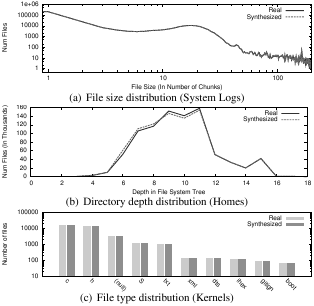 1e+06
100000
10000
1000
100
10
1
Num Files
Real
Synthesized
1
10
100
File Size (In Number of Chunks)
(a) File size distribution (System Logs)
160
140
120
100
80
60
40
20
0
Num Files (In Thousands)
Real
Synthesized
0 2 4 6 8 10 12 14 16 18
Depth in File System Tree
(b) Directory depth distribution (Homes)
100000
10000
1000
100
10
Number of files
Real
Synthesized
c
h
(null)
S
txt
xml
dts
ihex
gitign
boot
(c) File type distribution (Kernels)